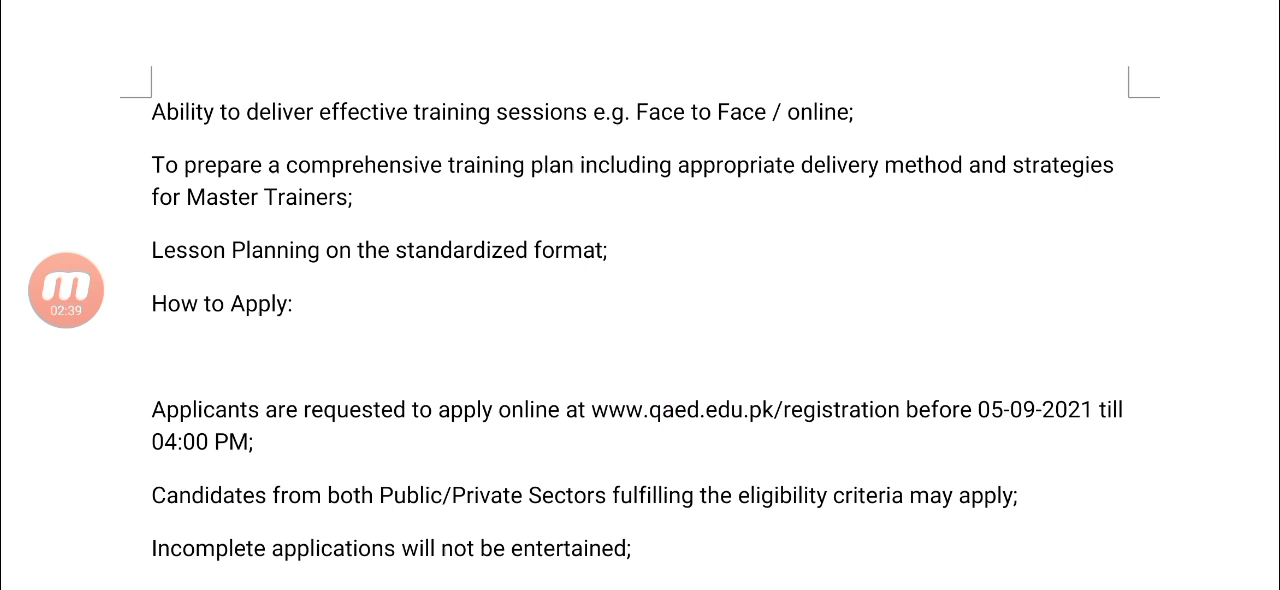 Ability to deliver effective training sessions e.g. Face to Face / online;
To prepare a comprehensive training plan including appropriate delivery method and strategies
for Master Trainers;
Lesson Planning on the standardized format;
m
02:39
How to Apply:
Applicants are requested to apply online at www.qaed.edu.pk/registration before 05-09-2021 till
04:00 PM;
Candidates from both Public/Private Sectors fulfilling the eligibility criteria may apply;
Incomplete applications will not be entertained;